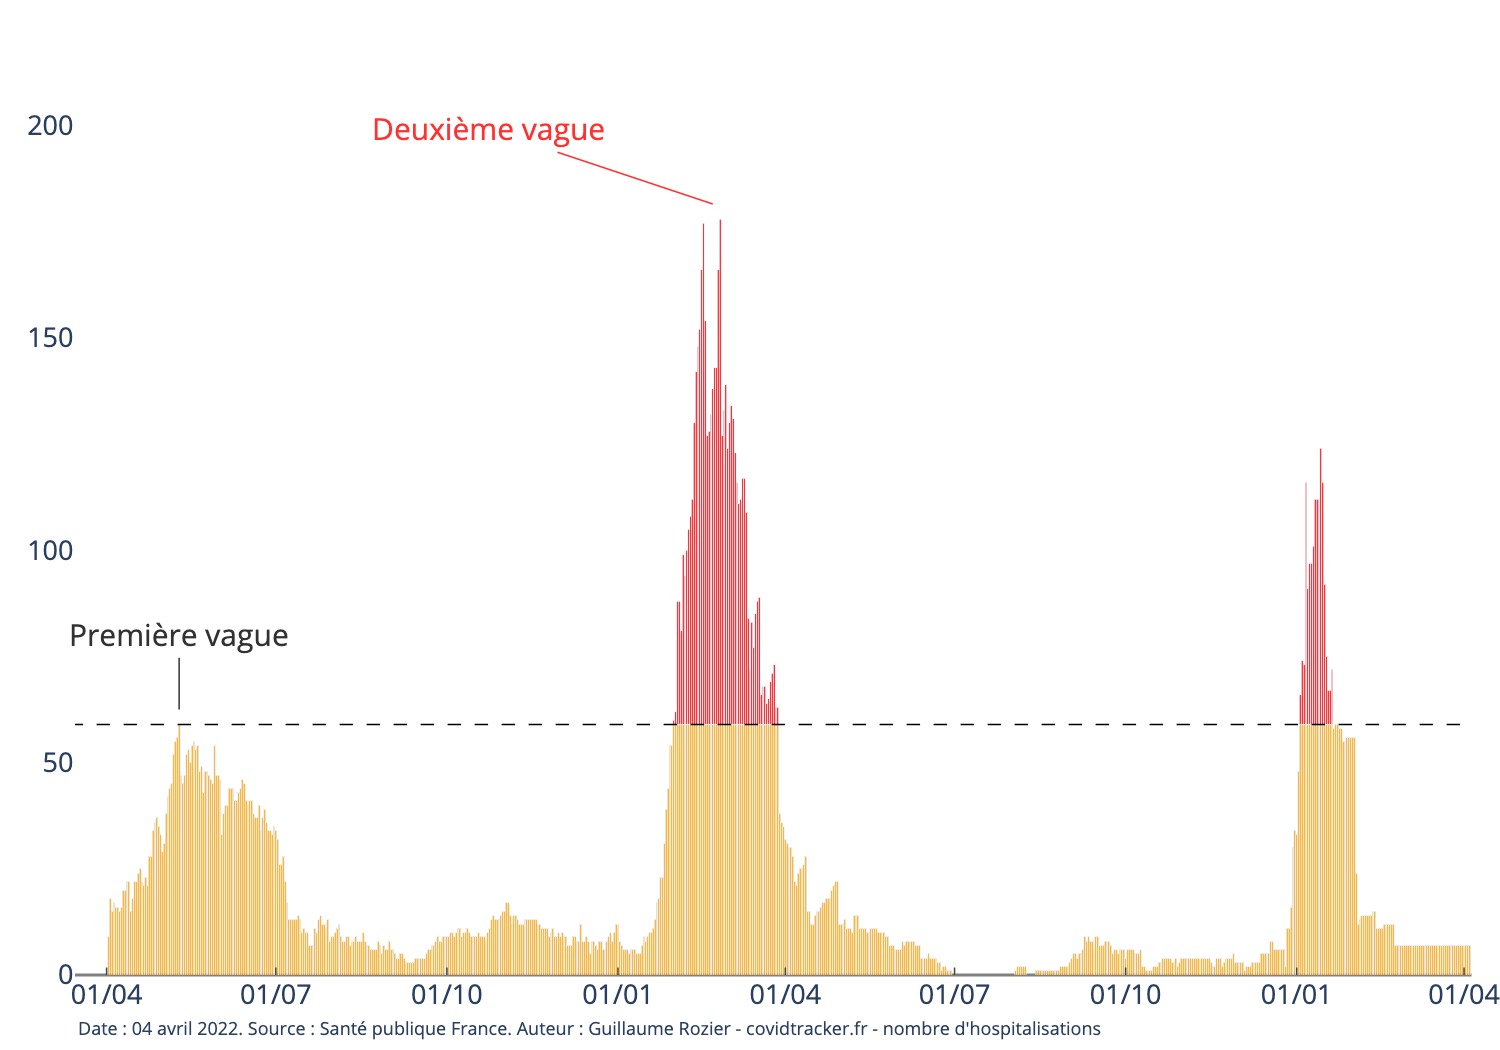 200
Deuxième vague
150
100
Première vague
50
0
01/04 01/07 01/10 01/01 01/04 01/07 01/10 01/01 01/04
Date : 04 avril 2022. Source : Santé publique France. Auteur : Guillaume Rozier - covidtracker.fr - nombre d'hospitalisations